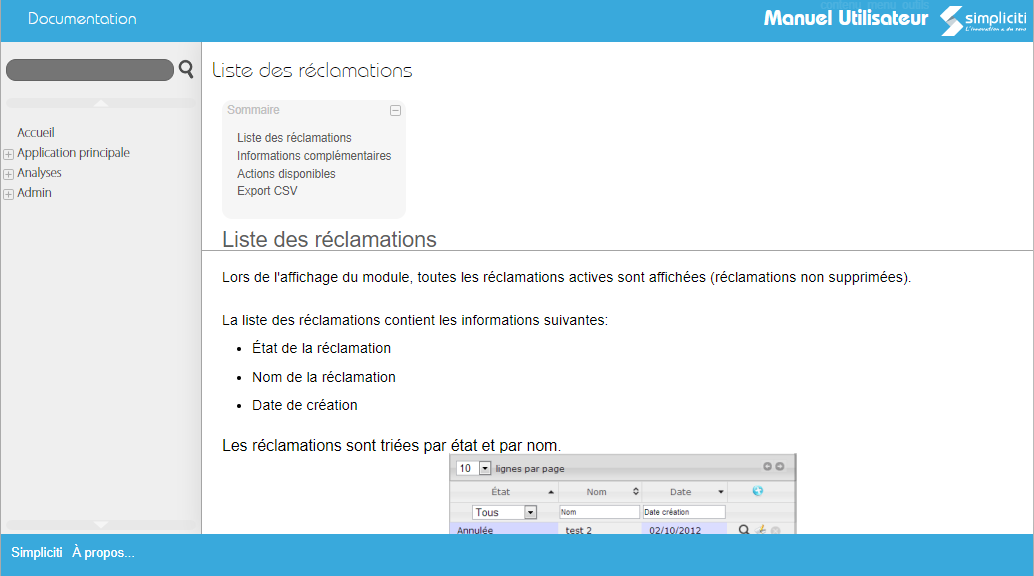 Documentation
contenu menu outils
Manuel Utilisateur
simpliciti
L'innovation a du sens
Liste des réclamations
Sommaire
Liste des réclamations
Informations complémentaires
Actions disponibles
Export CSV
Accueil
Application principale
Analyses
Admin
Liste des réclamations
Lors de l'affichage du module, toutes les réclamations actives sont affichées (réclamations non supprimées).
La liste des réclamations contient les informations suivantes:
• État de la réclamation
• Nom de la réclamation
• Date de création
Les réclamations sont triées par état et par nom.
10 lignes par page
État Nom Date
Tous Nom Date création
Annulée test 2 02/10/2012
Simpliciti À propos...